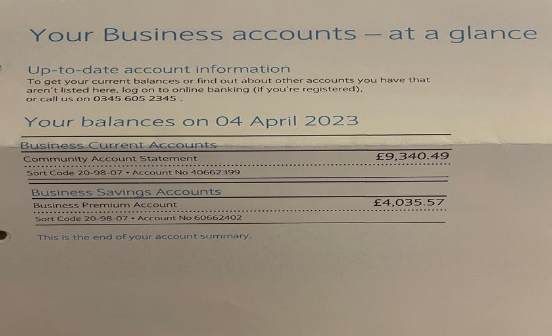 Your Business accounts – at a glance
Up-to-date account information
To get your current balances or find out about other accounts you have that
aren't listed here, log on to online banking (if you're registered),
or call us on 0345 605 2345 .
Your balances on 04 April 2023
Business Current Accounts
Community Account Statement £9,340.49
Sort Code 20-98-07 • Account No 40662399
Business Savings Accounts
Business Premium Account £4,035.57
Sort Code 20-98-07 • Account No 60662402
This is the end of your account summary.